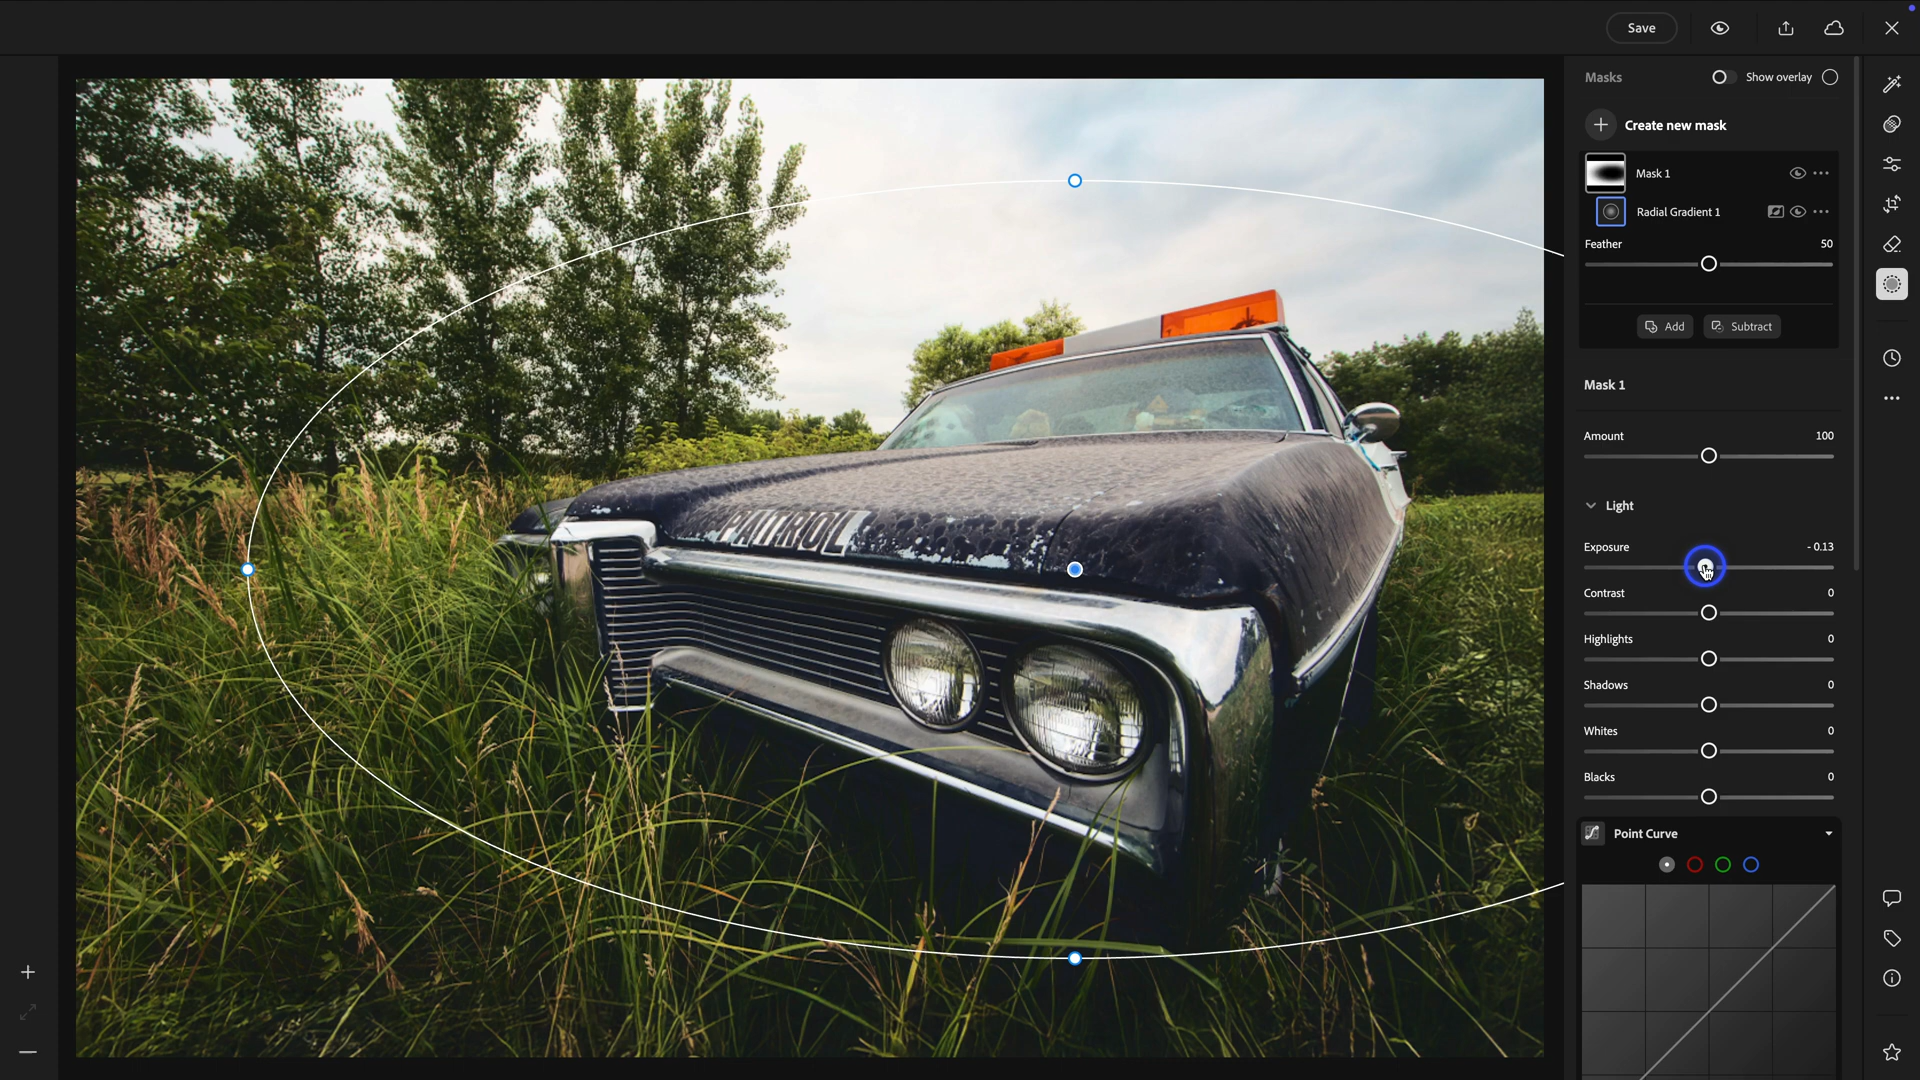 Save
Masks
Show overlay
Create new mask
Mask 1
Radial Gradient 1
Feather 50
Add Subtract
Mask 1
Amount 100
Light
Exposure - 0.13
Contrast 0
Highlights 0
Shadows 0
Whites 0
Blacks 0
Point Curve
PATROL